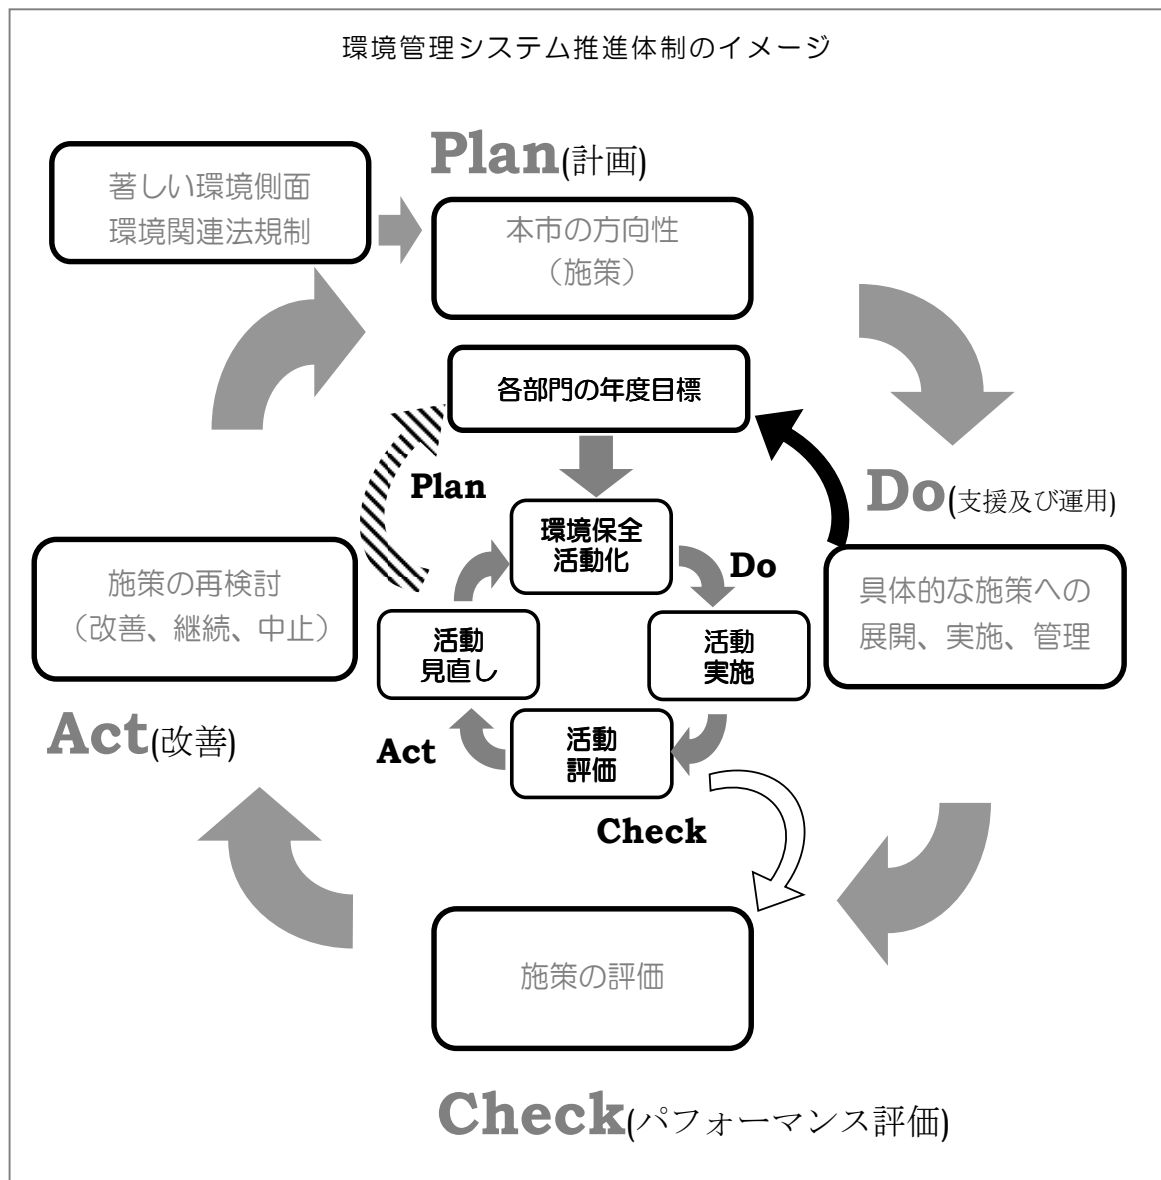 環境管理システム推進体制のイメージ
Plan(計画)
著しい環境側面
環境関連法規制
本市の方向性
（施策）
各部門の年度目標
Plan
Do(支援及び運用)
環境保全
活動化
Do
施策の再検討
（改善、継続、中止）
具体的な施策への
展開、実施、管理
活動
見直し
活動
実施
Act(改善)
Act
活動
評価
Check
施策の評価
Check(パフォーマンス評価)